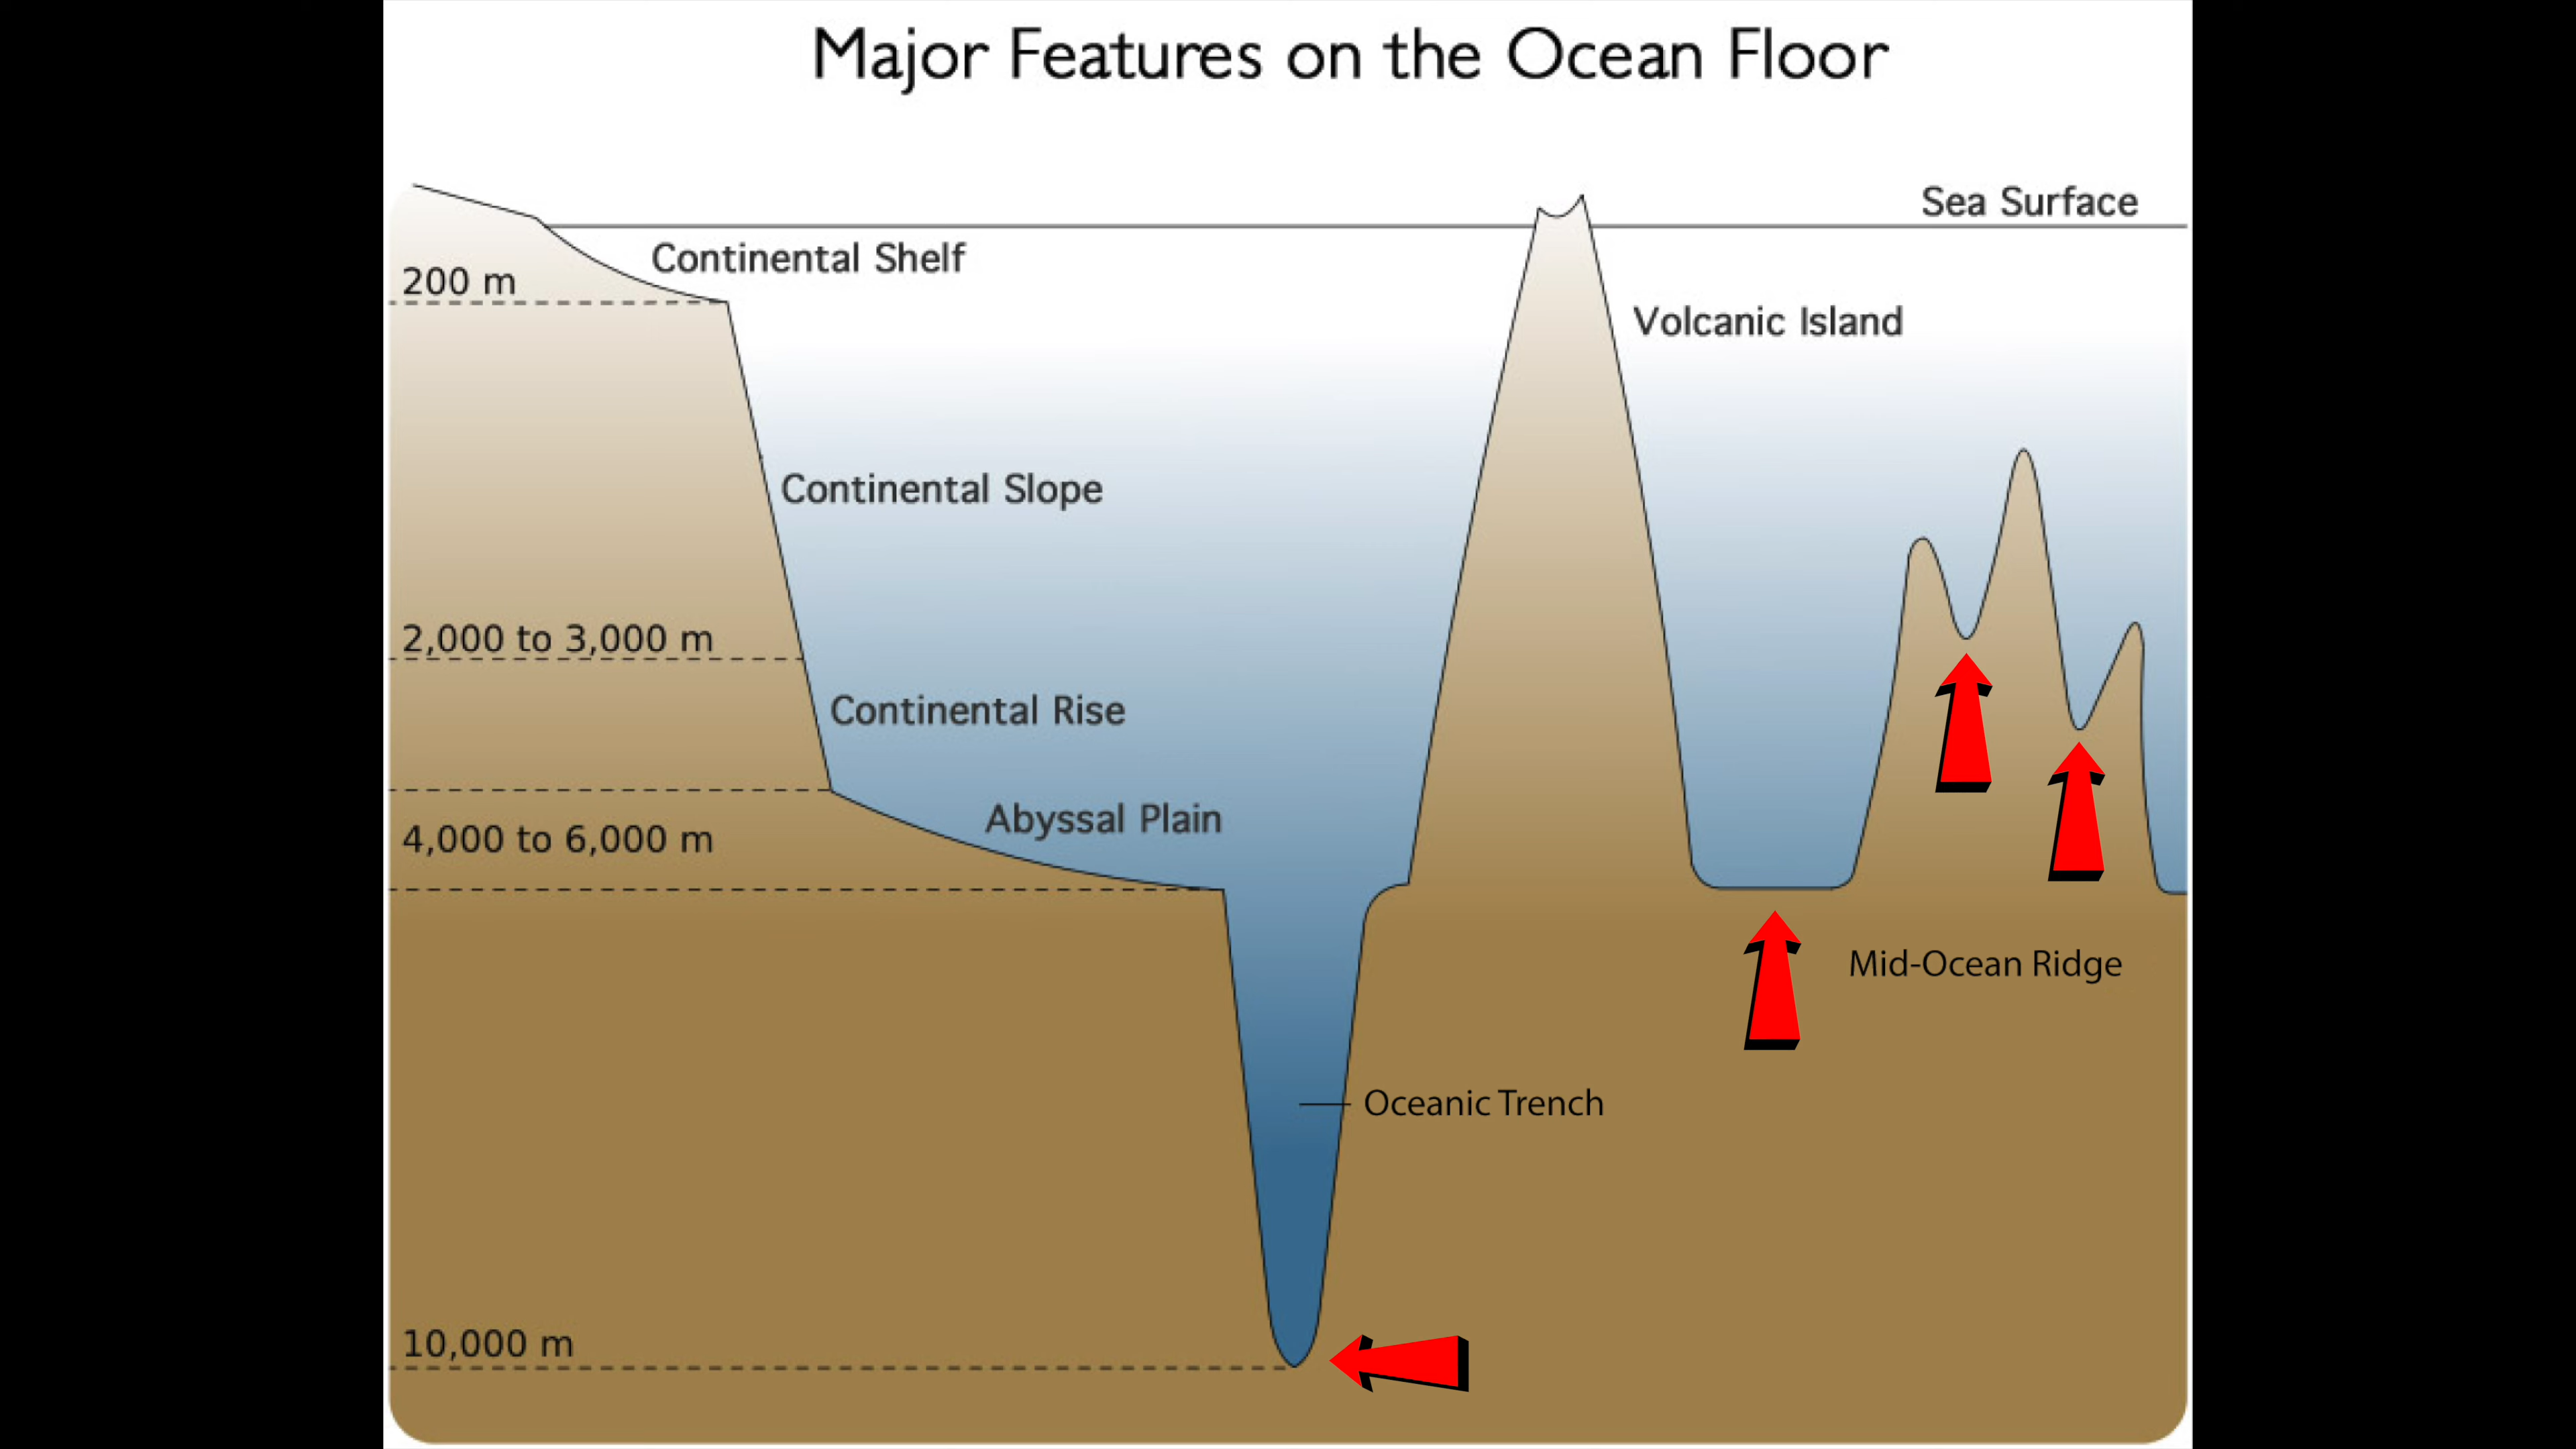 Major Features on the Ocean Floor
Sea Surface
Continental Shelf
200 m
Volcanic Island
Continental Slope
2,000 to 3,000 m
Continental Rise
Abyssal Plain
4,000 to 6,000 m
Mid-Ocean Ridge
Oceanic Trench
10,000 m